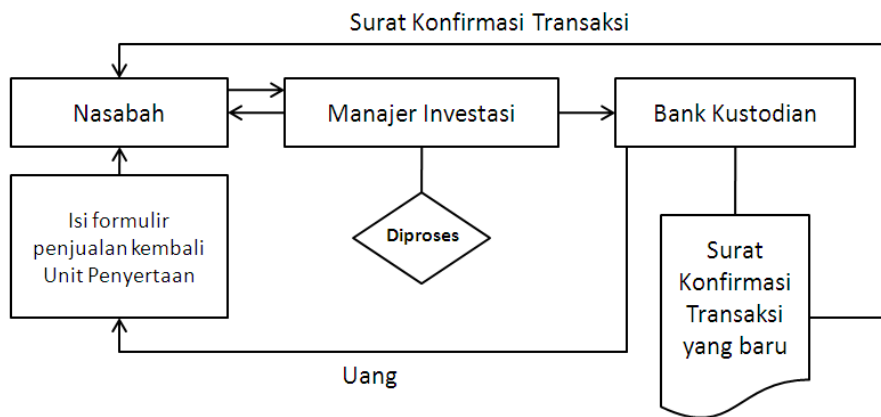 Surat Konfirmasi Transaksi
Nasabah
Manajer Investasi
Bank Kustodian
Isi formulir
penjualan kembali
Unit Penyertaan
Diproses
Surat
Konfirmasi
Transaksi
yang baru
Uang